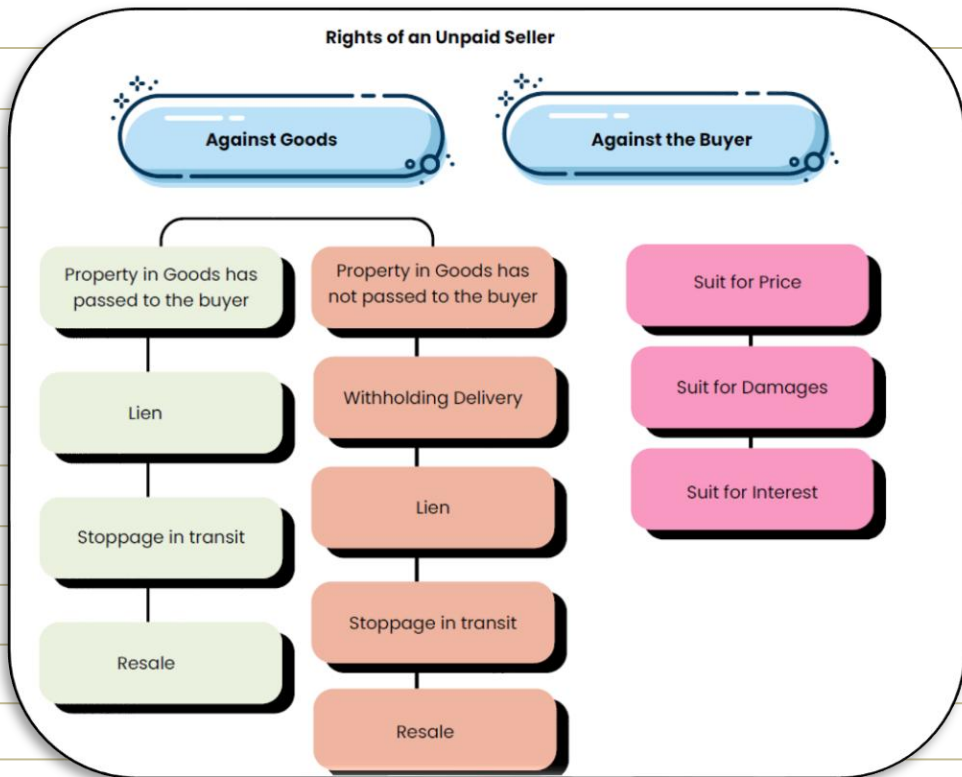 Rights of an Unpaid Seller
Against Goods
Against the Buyer
Property in Goods has
passed to the buyer
Lien
Stoppage in transit
Resale
Property in Goods has
not passed to the buyer
Withholding Delivery
Lien
Stoppage in transit
Resale
Suit for Price
Suit for Damages
Suit for Interest